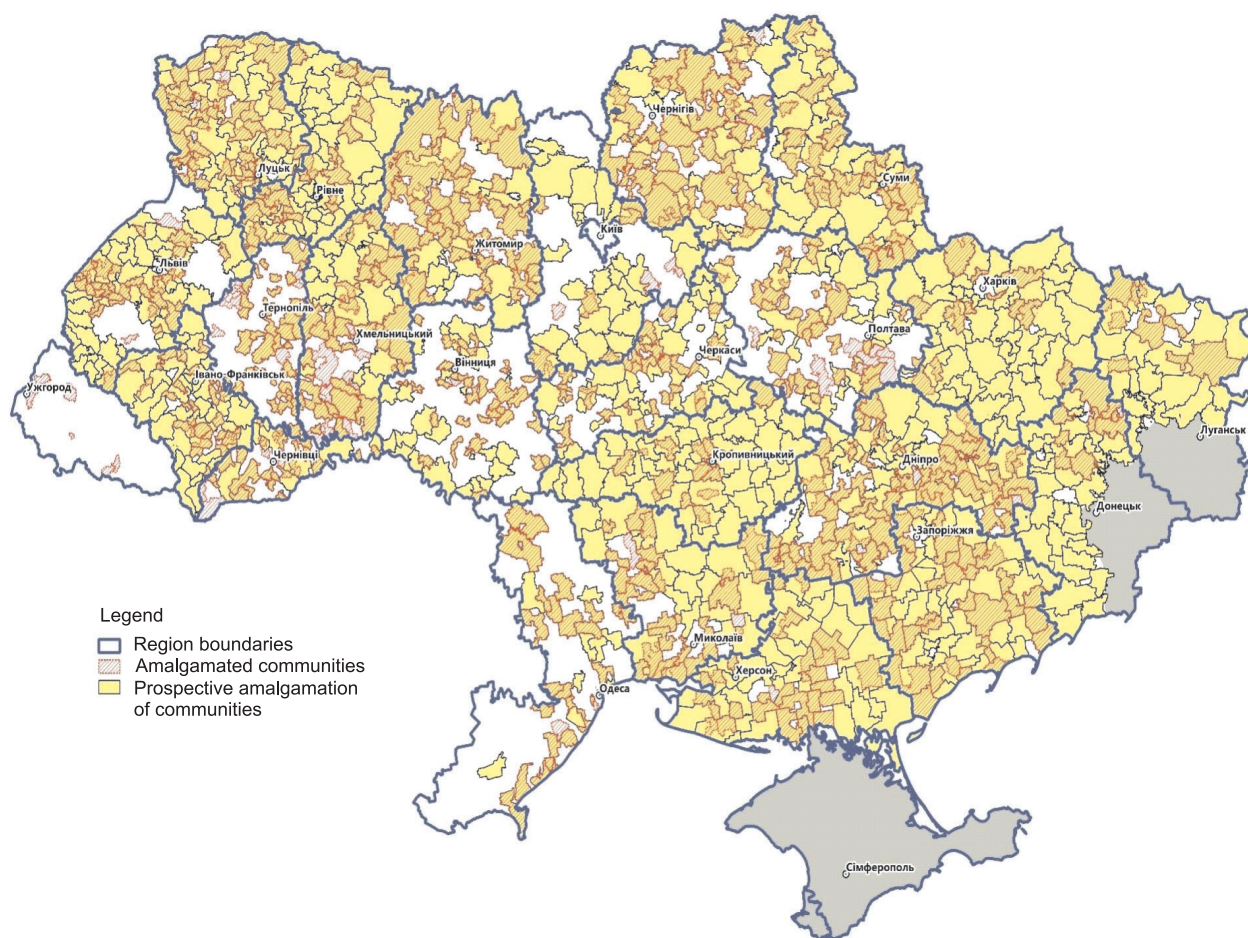 Чернігів
Суми
Луцьк
Рівне
Київ
Житомир
Львів
Харків
Тернопіль
Хмельницький
Полтава
Черкаси
Вінниця
Івано-Франківськ
Ужгород
Луганськ
Чернівці
Кропивницький
Дніпро
Донецьк
Запоріжжя
Миколаїв
Херсон
Одеса
Сімферополь
Legend
Region boundaries
Amalgamated communities
Prospective amalgamation
of communities